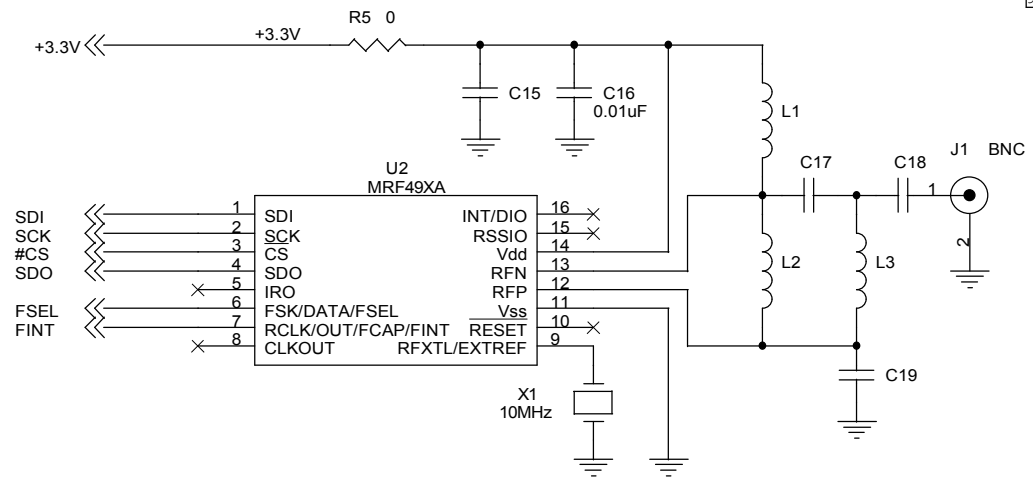 R5 0
+3.3V
+3.3V
C15
C16
0.01uF
L1
J1 BNC
C17
C18
1
2
U2
MRF49XA
SDI
SCK
#CS
SDO
FSEL
FINT
1 SDI
2 SCK
3 CS
4 SDO
5 IRO
6 FSK/DATA/FSEL
7 RCLK/OUT/FCAP/FINT
8 CLKOUT
INT/DIO 16
RSSIO 15
Vdd 14
RFN 13
RFP 12
Vss 11
RESET 10
RFXTL/EXTREF 9
L2
L3
C19
X1
10MHz